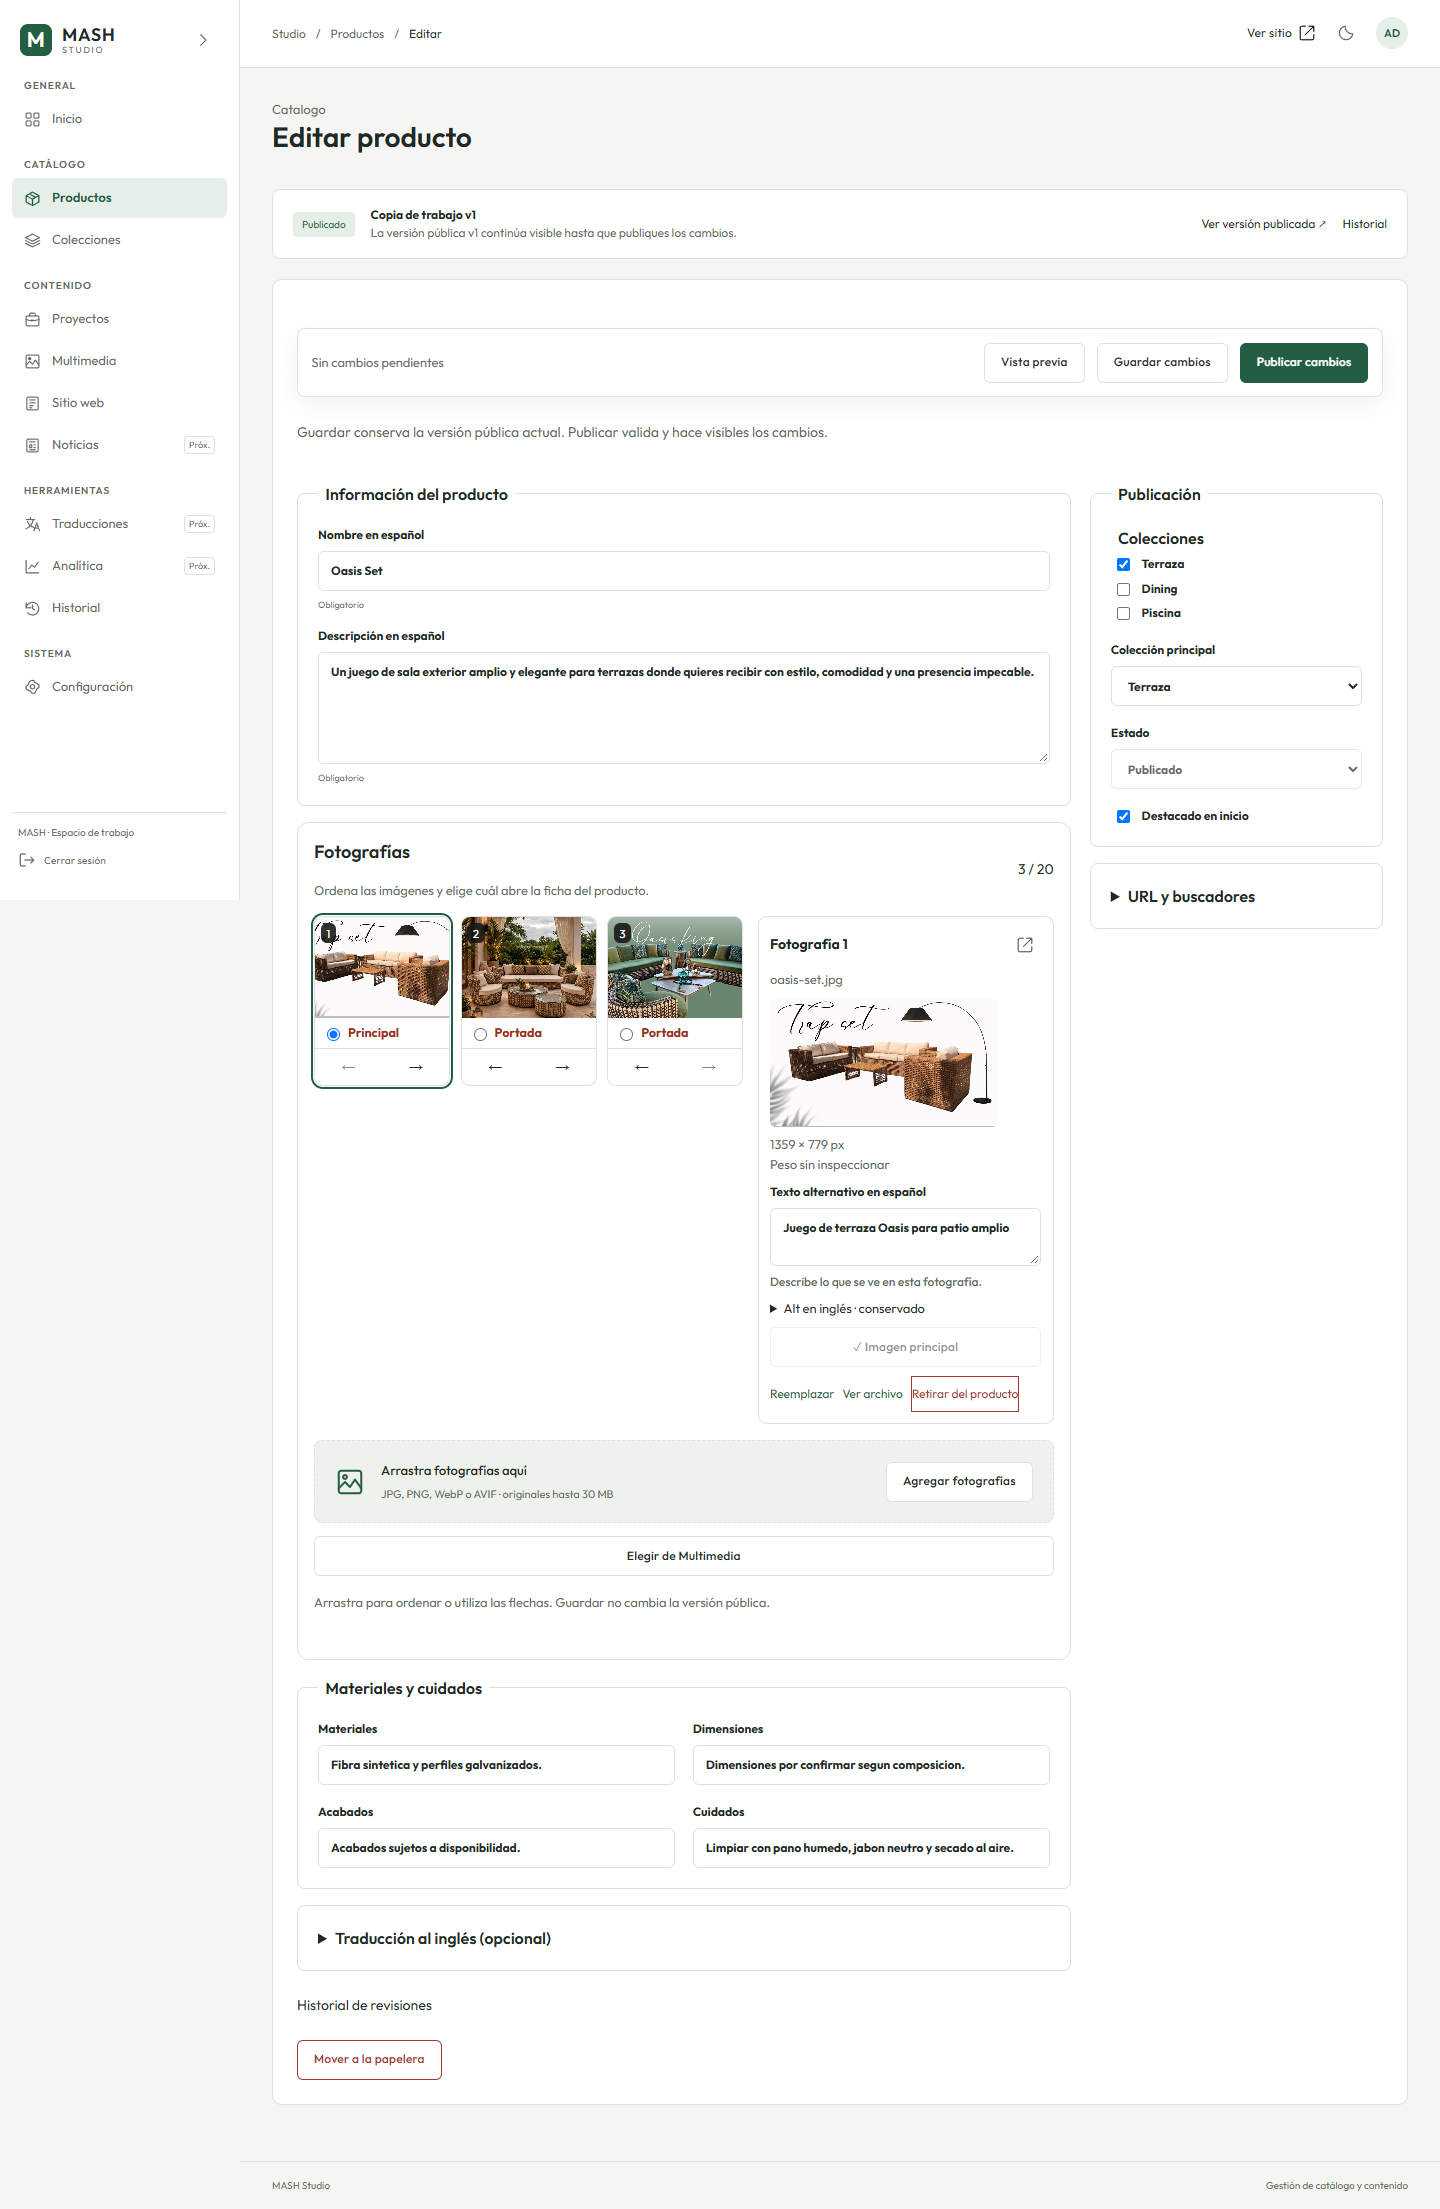 M MASH
STUDIO
GENERAL
Inicio
CATÁLOGO
Productos
Colecciones
CONTENIDO
Proyectos
Multimedia
Sitio web
Noticias Próx.
HERRAMIENTAS
Traducciones Próx.
Analítica Próx.
Historial
SISTEMA
Configuración
MASH · Espacio de trabajo
Cerrar sesión
Studio / Productos / Editar
Ver sitio
AD
Catalogo
Editar producto
Publicado
Copia de trabajo v1
La versión pública v1 continúa visible hasta que publiques los cambios.
Ver versión publicada ↗ Historial
Sin cambios pendientes
Vista previa
Guardar cambios
Publicar cambios
Guardar conserva la versión pública actual. Publicar valida y hace visibles los cambios.
Información del producto
Nombre en español
Oasis Set
Obligatorio
Descripción en español
Un juego de sala exterior amplio y elegante para terrazas donde quieres recibir con estilo, comodidad y una presencia impecable.
Obligatorio
Publicación
Colecciones
Terraza
Dining
Piscina
Colección principal
Terraza
Estado
Publicado
Destacado en inicio
URL y buscadores
Fotografías
3 / 20
Ordena las imágenes y elige cuál abre la ficha del producto.
1
Trap set
Principal
← →
2
Portada
← →
3
Oasis King
Portada
← →
Fotografía 1
oasis-set.jpg
Trap set
1359 × 779 px
Peso sin inspeccionar
Texto alternativo en español
Juego de terraza Oasis para patio amplio
Describe lo que se ve en esta fotografía.
Alt en inglés · conservado
✓ Imagen principal
Reemplazar Ver archivo Retirar del producto
Arrastra fotografías aquí
JPG, PNG, WebP o AVIF · originales hasta 30 MB
Agregar fotografías
Elegir de Multimedia
Arrastra para ordenar o utiliza las flechas. Guardar no cambia la versión pública.
Materiales y cuidados
Materiales
Fibra sintetica y perfiles galvanizados.
Dimensiones
Dimensiones por confirmar segun composicion.
Acabados
Acabados sujetos a disponibilidad.
Cuidados
Limpiar con pano humedo, jabon neutro y secado al aire.
Traducción al inglés (opcional)
Historial de revisiones
Mover a la papelera
MASH Studio
Gestión de catálogo y contenido